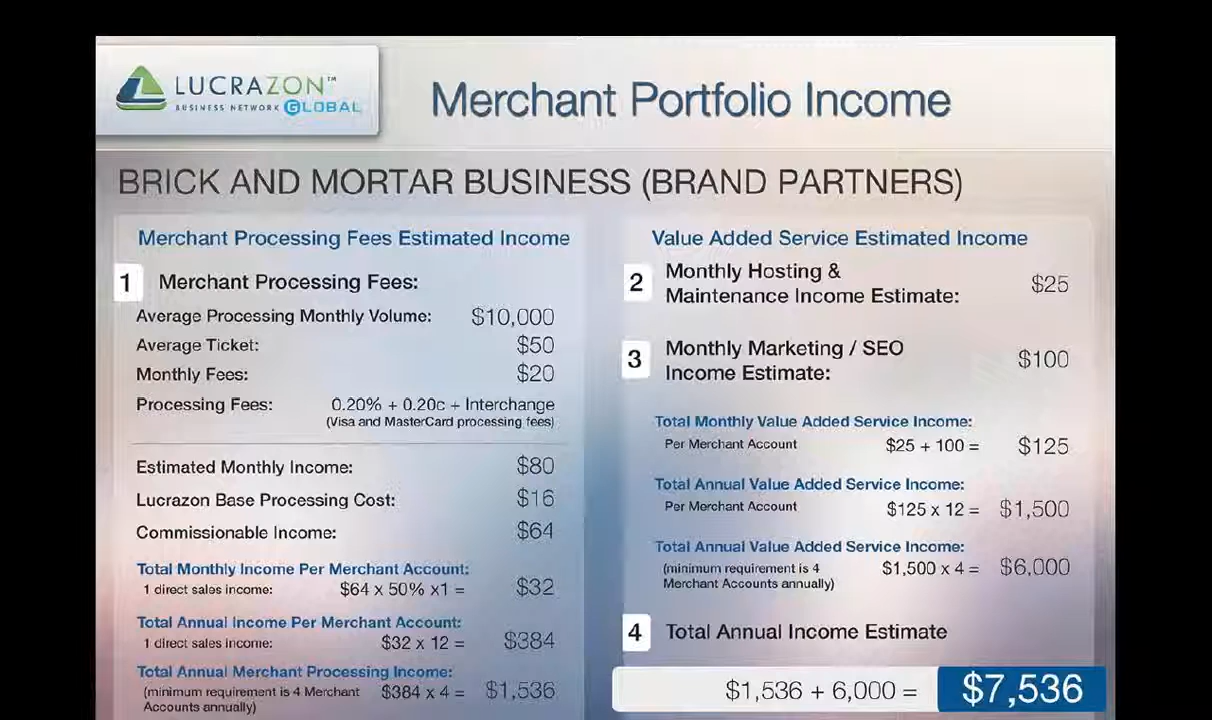 LUCRAZON™
BUSINESS NETWORK GLOBAL
Merchant Portfolio Income
BRICK AND MORTAR BUSINESS (BRAND PARTNERS)
Merchant Processing Fees Estimated Income
1 Merchant Processing Fees:
Average Processing Monthly Volume: $10,000
Average Ticket: $50
Monthly Fees: $20
Processing Fees: 0.20% + 0.20c + Interchange
(Visa and MasterCard processing fees)
Estimated Monthly Income: $80
Lucrazon Base Processing Cost: $16
Commissionable Income: $64
Total Monthly Income Per Merchant Account:
1 direct sales income: $64 x 50% x1 = $32
Total Annual Income Per Merchant Account:
1 direct sales income: $32 x 12 = $384
Total Annual Merchant Processing Income:
(minimum requirement is 4 Merchant $384 x 4 = $1,536
Accounts annually)
Value Added Service Estimated Income
2 Monthly Hosting &
Maintenance Income Estimate: $25
3 Monthly Marketing / SEO
Income Estimate: $100
Total Monthly Value Added Service Income:
Per Merchant Account $25 + 100 = $125
Total Annual Value Added Service Income:
Per Merchant Account $125 x 12 = $1,500
Total Annual Value Added Service Income:
(minimum requirement is 4 $1,500 x 4 = $6,000
Merchant Accounts annually)
4 Total Annual Income Estimate
$1,536 + 6,000 = $7,536